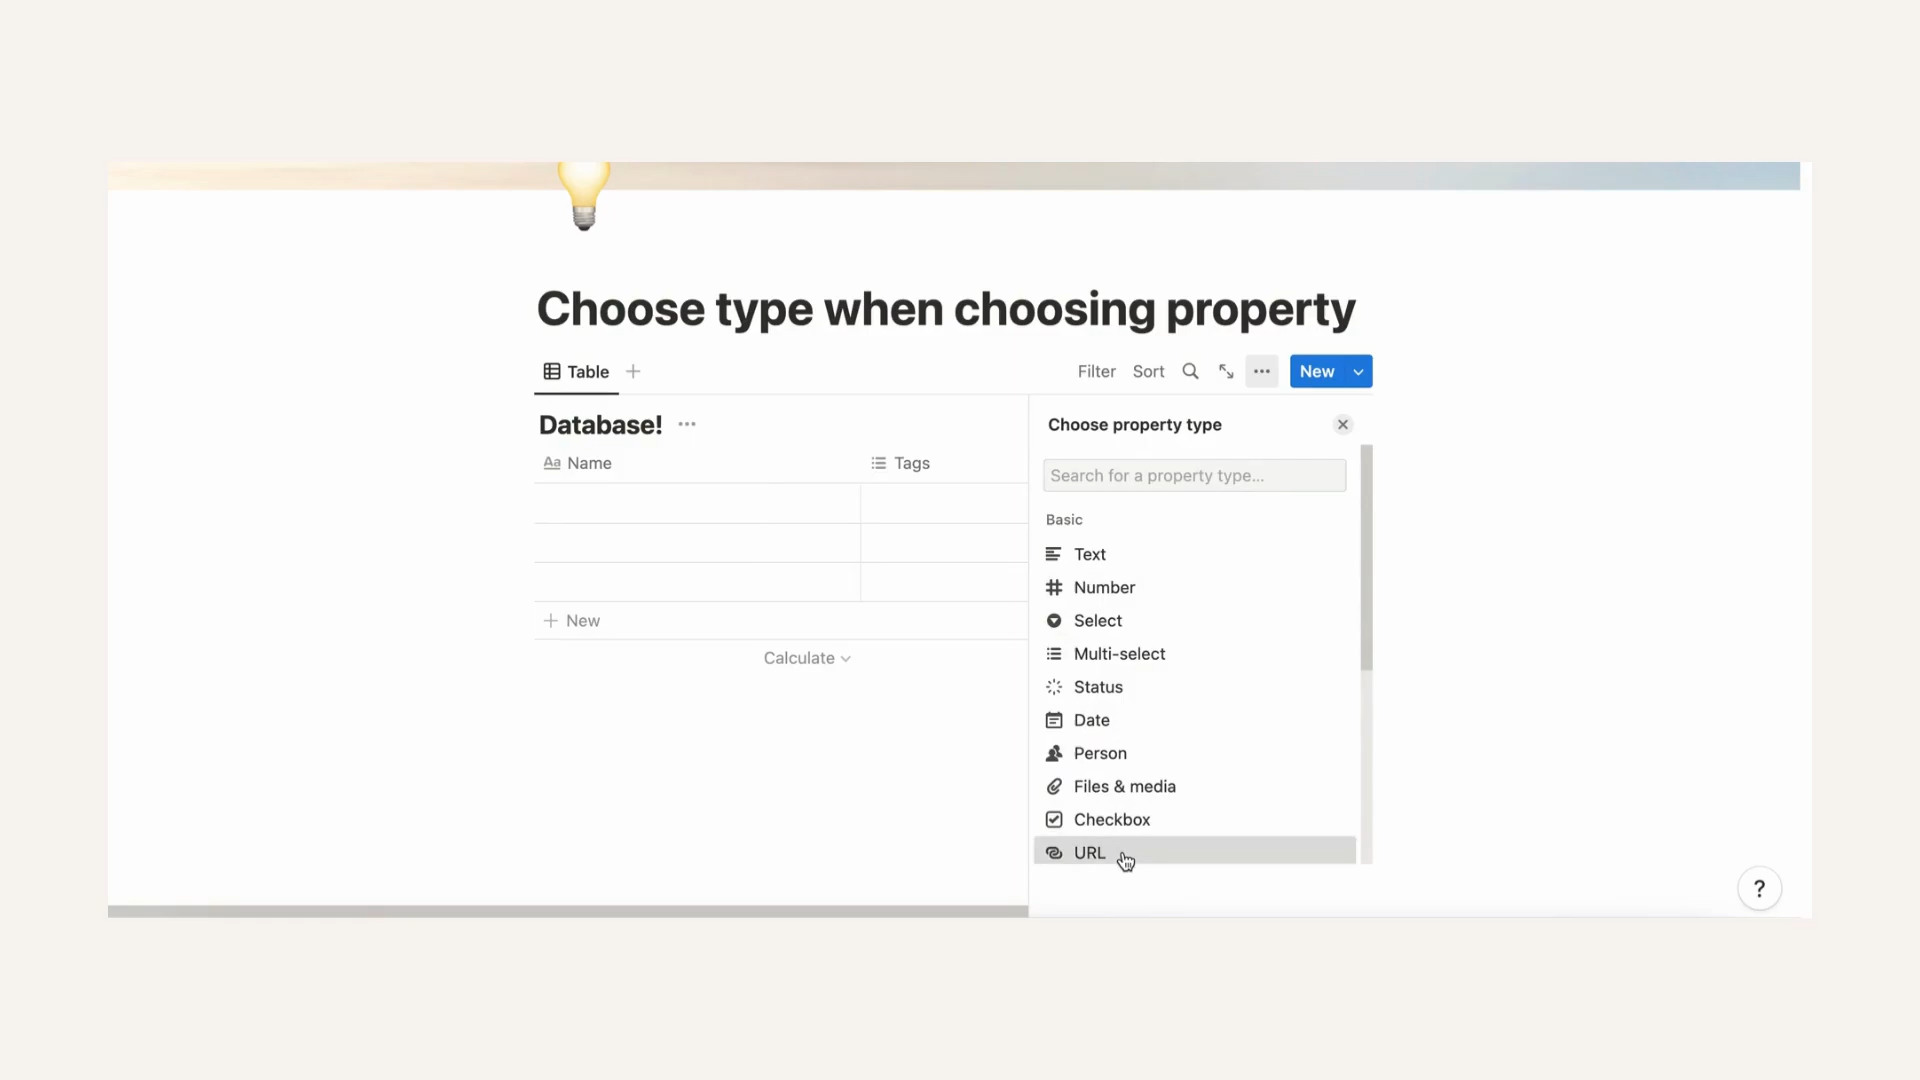 Choose type when choosing property
Table
Filter Sort New
Database!
Aa Name Tags
New
Calculate
Choose property type
Search for a property type...
Basic
Text
Number
Select
Multi-select
Status
Date
Person
Files & media
Checkbox
URL
?